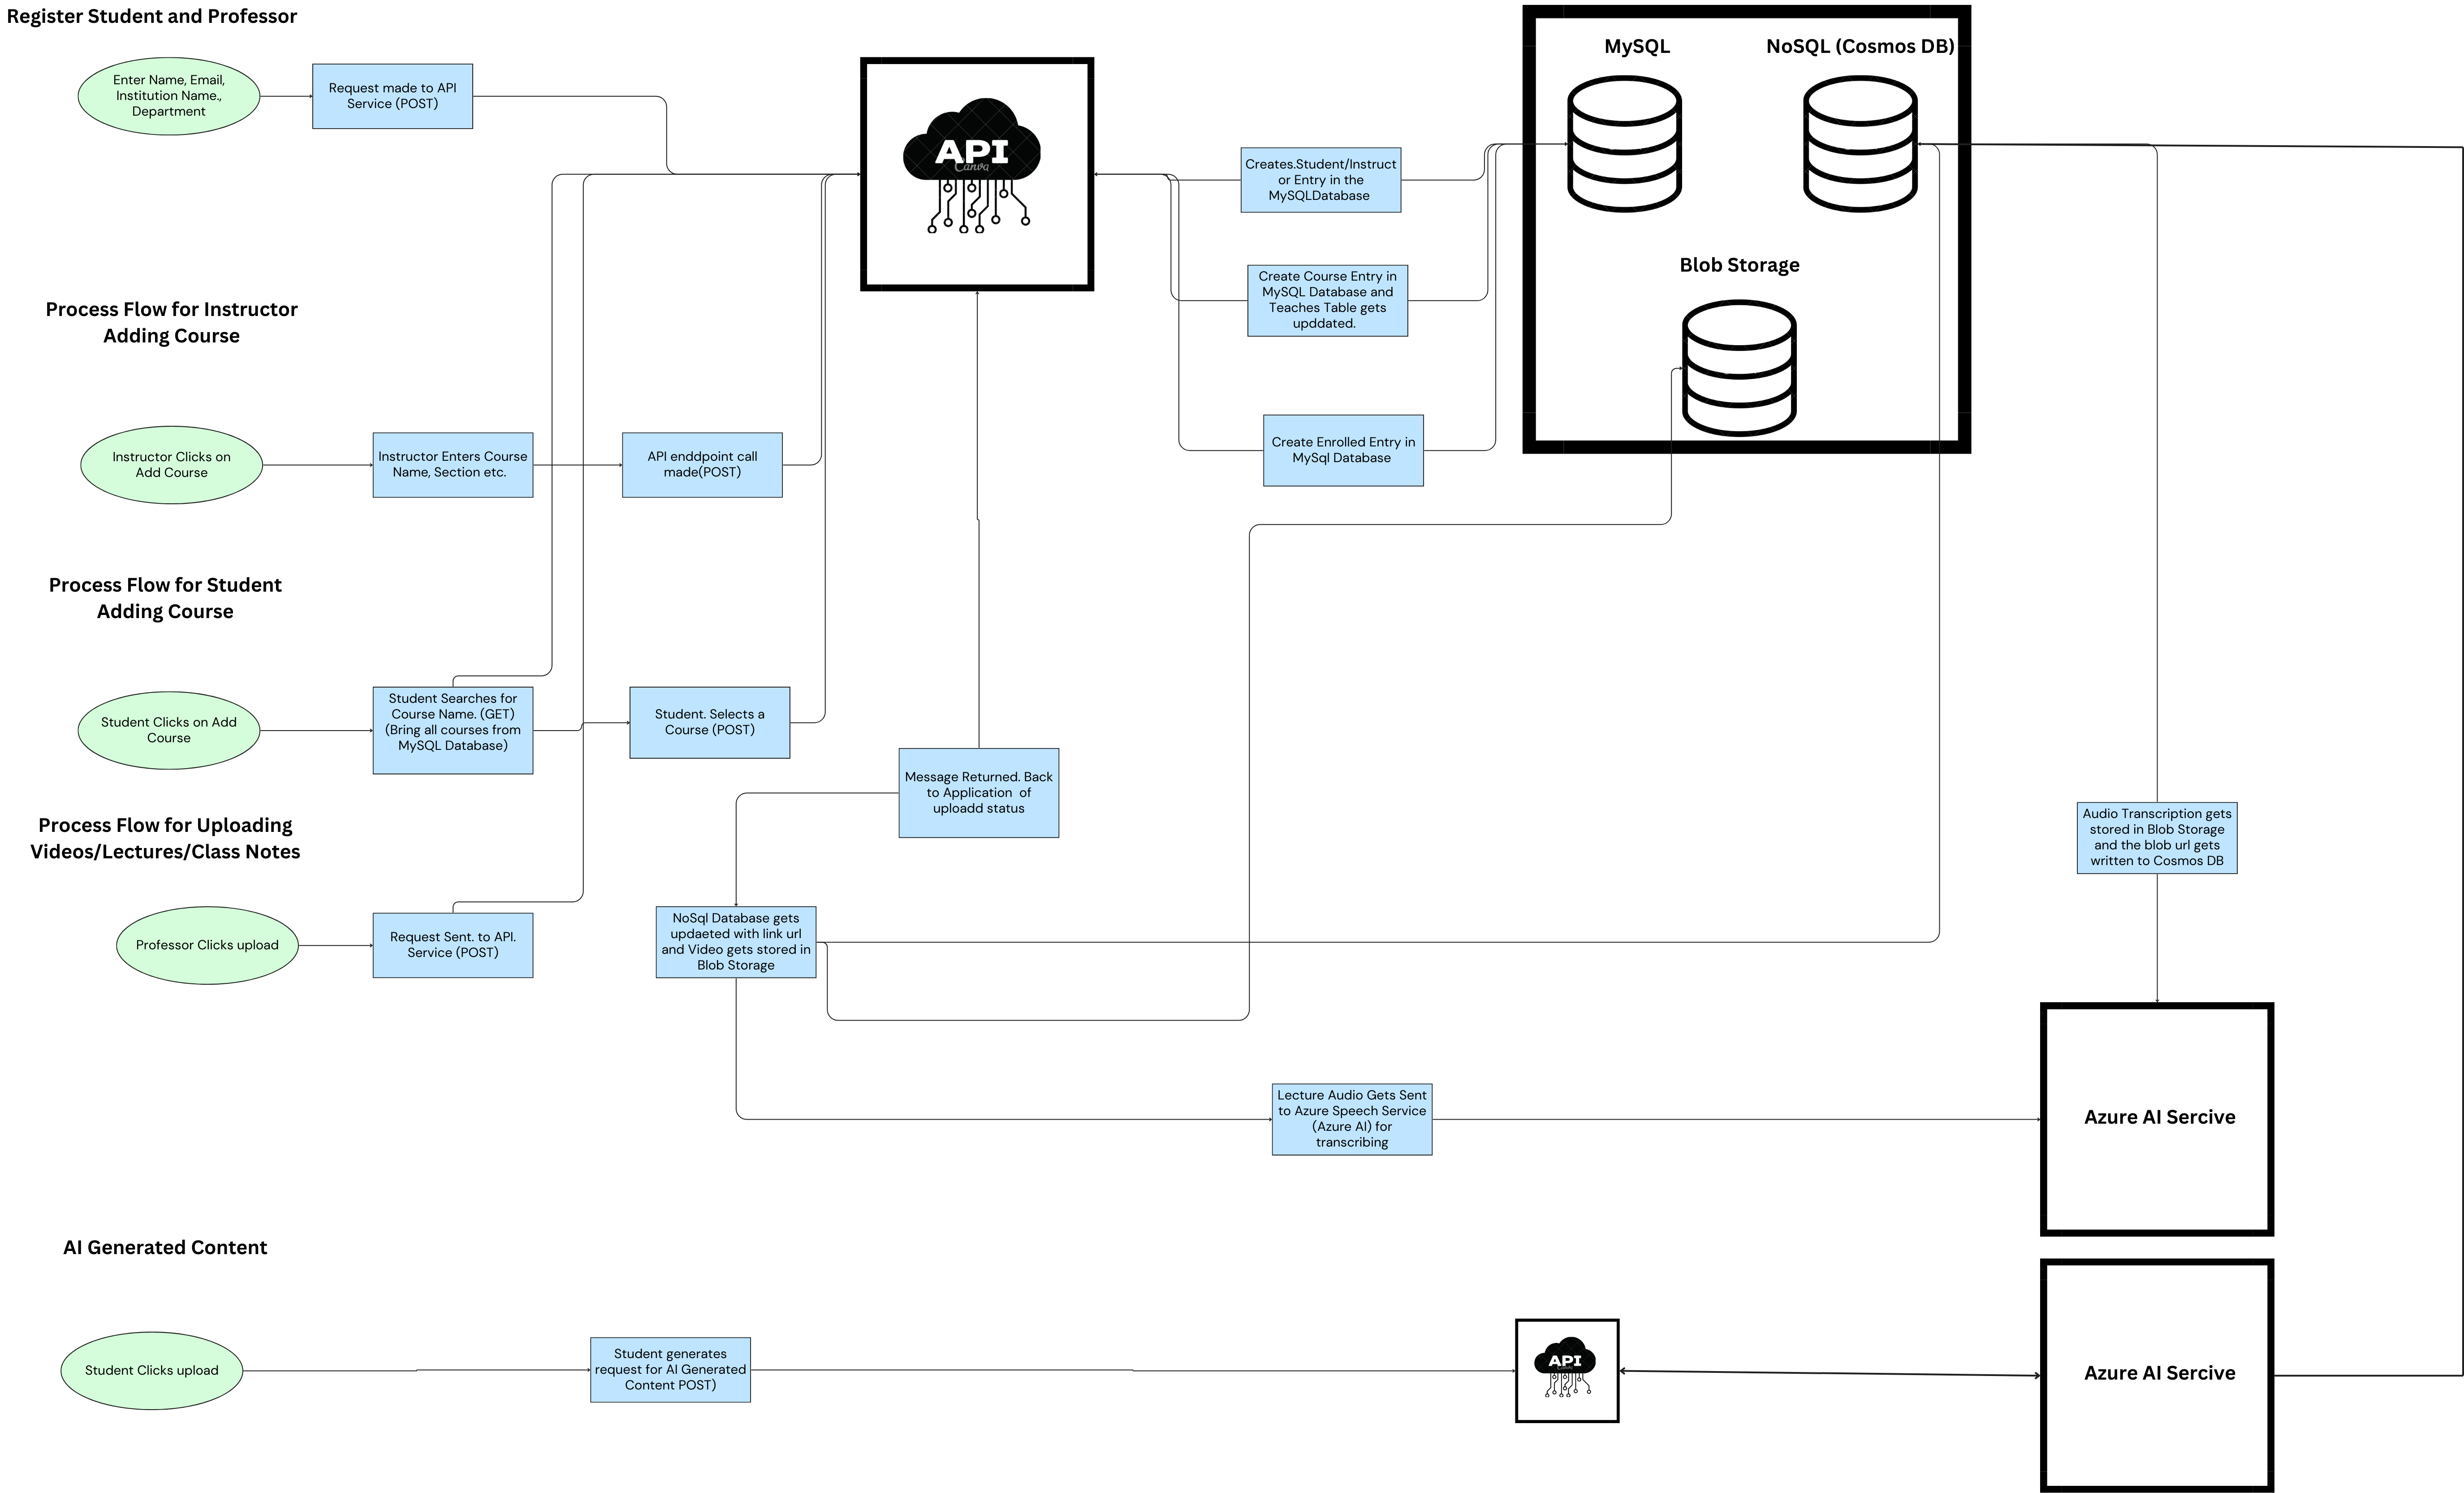 Register Student and Professor
Enter Name, Email,
Institution Name.,
Department
Request made to API
Service (POST)
API
Canva
Creates.Student/Instruct
or Entry in the
MySQLDatabase
MySQL
NoSQL (Cosmos DB)
Blob Storage
Create Course Entry in
MySQL Database and
Teaches Table gets
upddated.
Create Enrolled Entry in
MySql Database
Process Flow for Instructor
Adding Course
Instructor Clicks on
Add Course
Instructor Enters Course
Name, Section etc.
API enddpoint call
made(POST)
Process Flow for Student
Adding Course
Student Clicks on Add
Course
Student Searches for
Course Name. (GET)
(Bring all courses from
MySQL Database)
Student. Selects a
Course (POST)
Message Returned. Back
to Application of
uploadd status
Process Flow for Uploading
Videos/Lectures/Class Notes
Professor Clicks upload
Request Sent. to API.
Service (POST)
NoSql Database gets
updaeted with link url
and Video gets stored in
Blob Storage
Audio Transcription gets
stored in Blob Storage
and the blob url gets
written to Cosmos DB
Lecture Audio Gets Sent
to Azure Speech Service
(Azure AI) for
transcribing
Azure AI Sercive
AI Generated Content
Student Clicks upload
Student generates
request for AI Generated
Content POST)
API
Azure AI Sercive